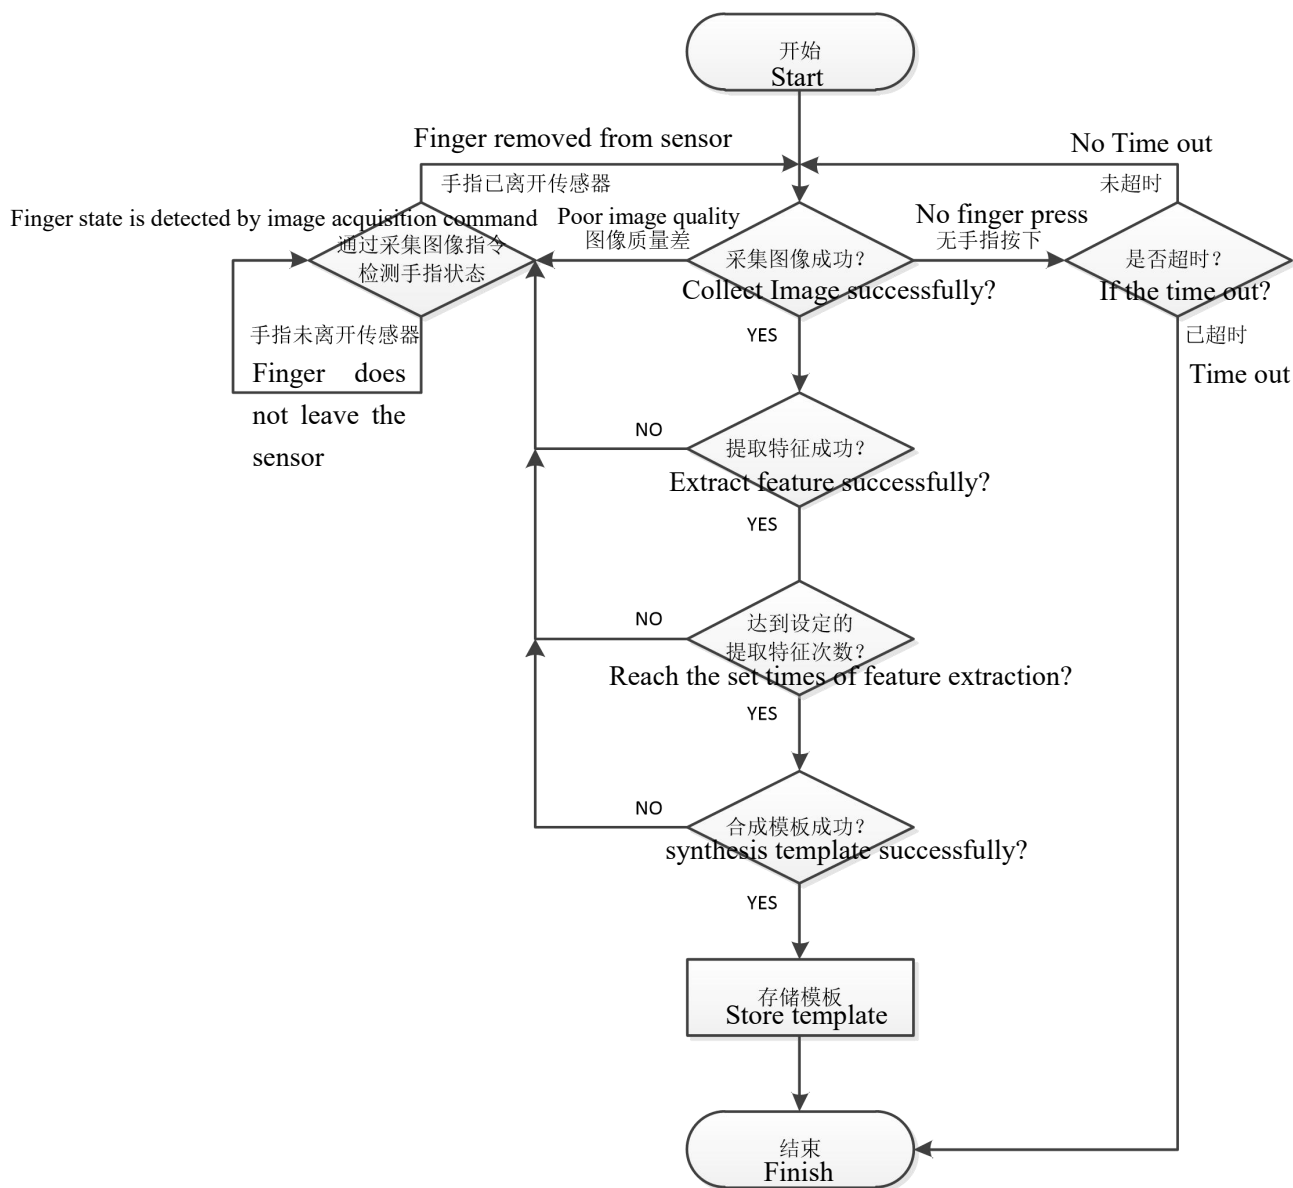 开始
Start
Finger removed from sensor
No Time out
手指已离开传感器
未超时
Finger state is detected by image acquisition command
通过采集图像指令
检测手指状态
Poor image quality
图像质量差
采集图像成功？
Collect Image successfully?
No finger press
无手指按下
是否超时？
If the time out?
手指未离开传感器
Finger does
not leave the
sensor
YES
已超时
Time out
NO
提取特征成功？
Extract feature successfully?
YES
NO
达到设定的
提取特征次数？
Reach the set times of feature extraction?
YES
NO
合成模板成功？
synthesis template successfully?
YES
存储模板
Store template
结束
Finish